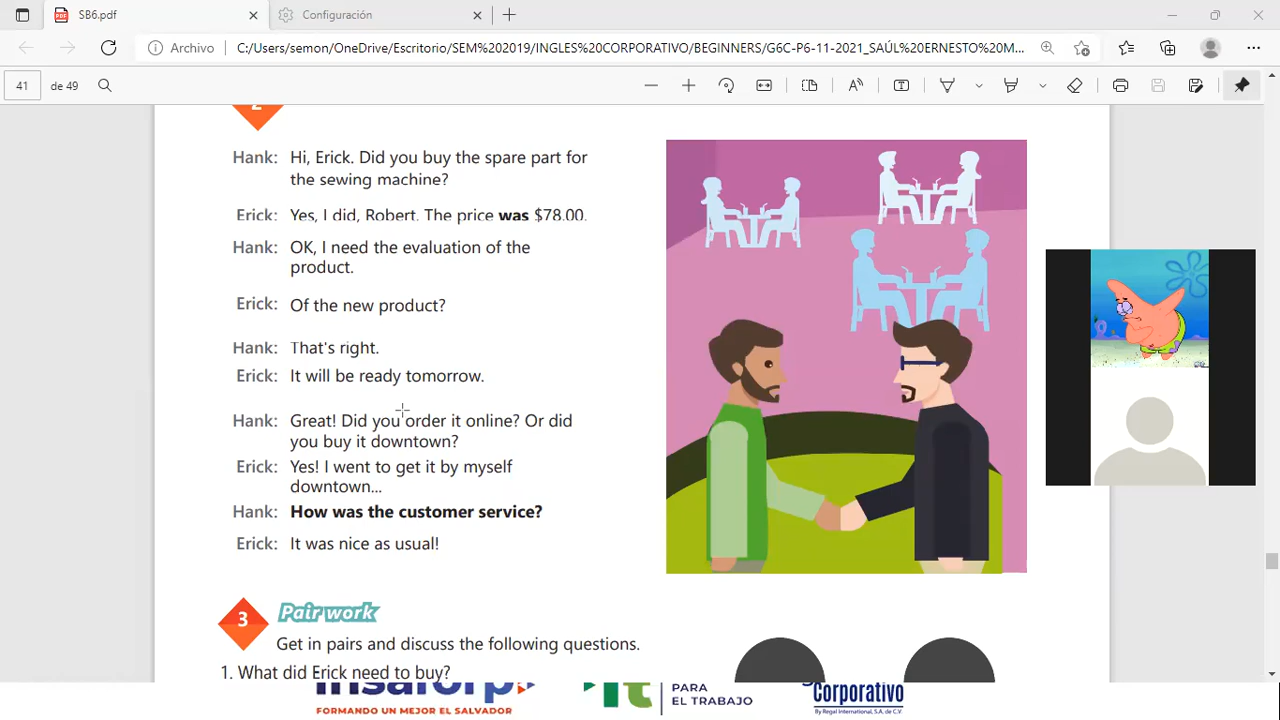 SB6.pdf
Configuración
Archivo
C:/Users/semon/OneDrive/Escritorio/SEM%202019/INGLES%20CORPORATIVO/BEGINNERS/G6C-P6-11-2021_SAÚL%20ERNESTO%20M...
41 de 49
2
Hank: Hi, Erick. Did you buy the spare part for
the sewing machine?
Erick: Yes, I did, Robert. The price was $78.00.
Hank: OK, I need the evaluation of the
product.
Erick: Of the new product?
Hank: That's right.
Erick: It will be ready tomorrow.
Hank: Great! Did you order it online? Or did
you buy it downtown?
Erick: Yes! I went to get it by myself
downtown...
Hank: How was the customer service?
Erick: It was nice as usual!
3 Pair work
Get in pairs and discuss the following questions.
1. What did Erick need to buy?
insaforp
FORMANDO UN MEJOR EL SALVADOR
PARA
EL TRABAJO
Corporativo
By Regal International, S.A. de C.V.